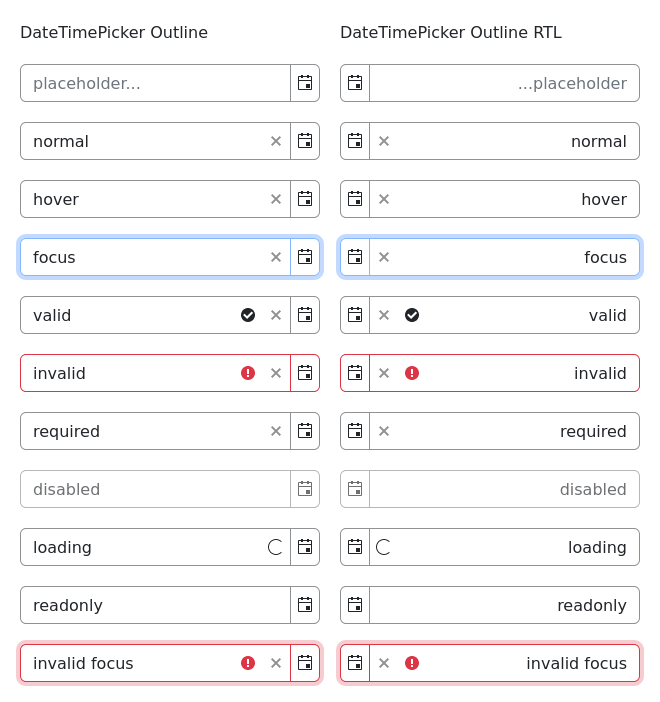 DateTimePicker Outline
placeholder...
normal
hover
focus
valid
invalid
required
disabled
loading
readonly
invalid focus
DateTimePicker Outline RTL
...placeholder
normal
hover
focus
valid
invalid
required
disabled
loading
readonly
invalid focus